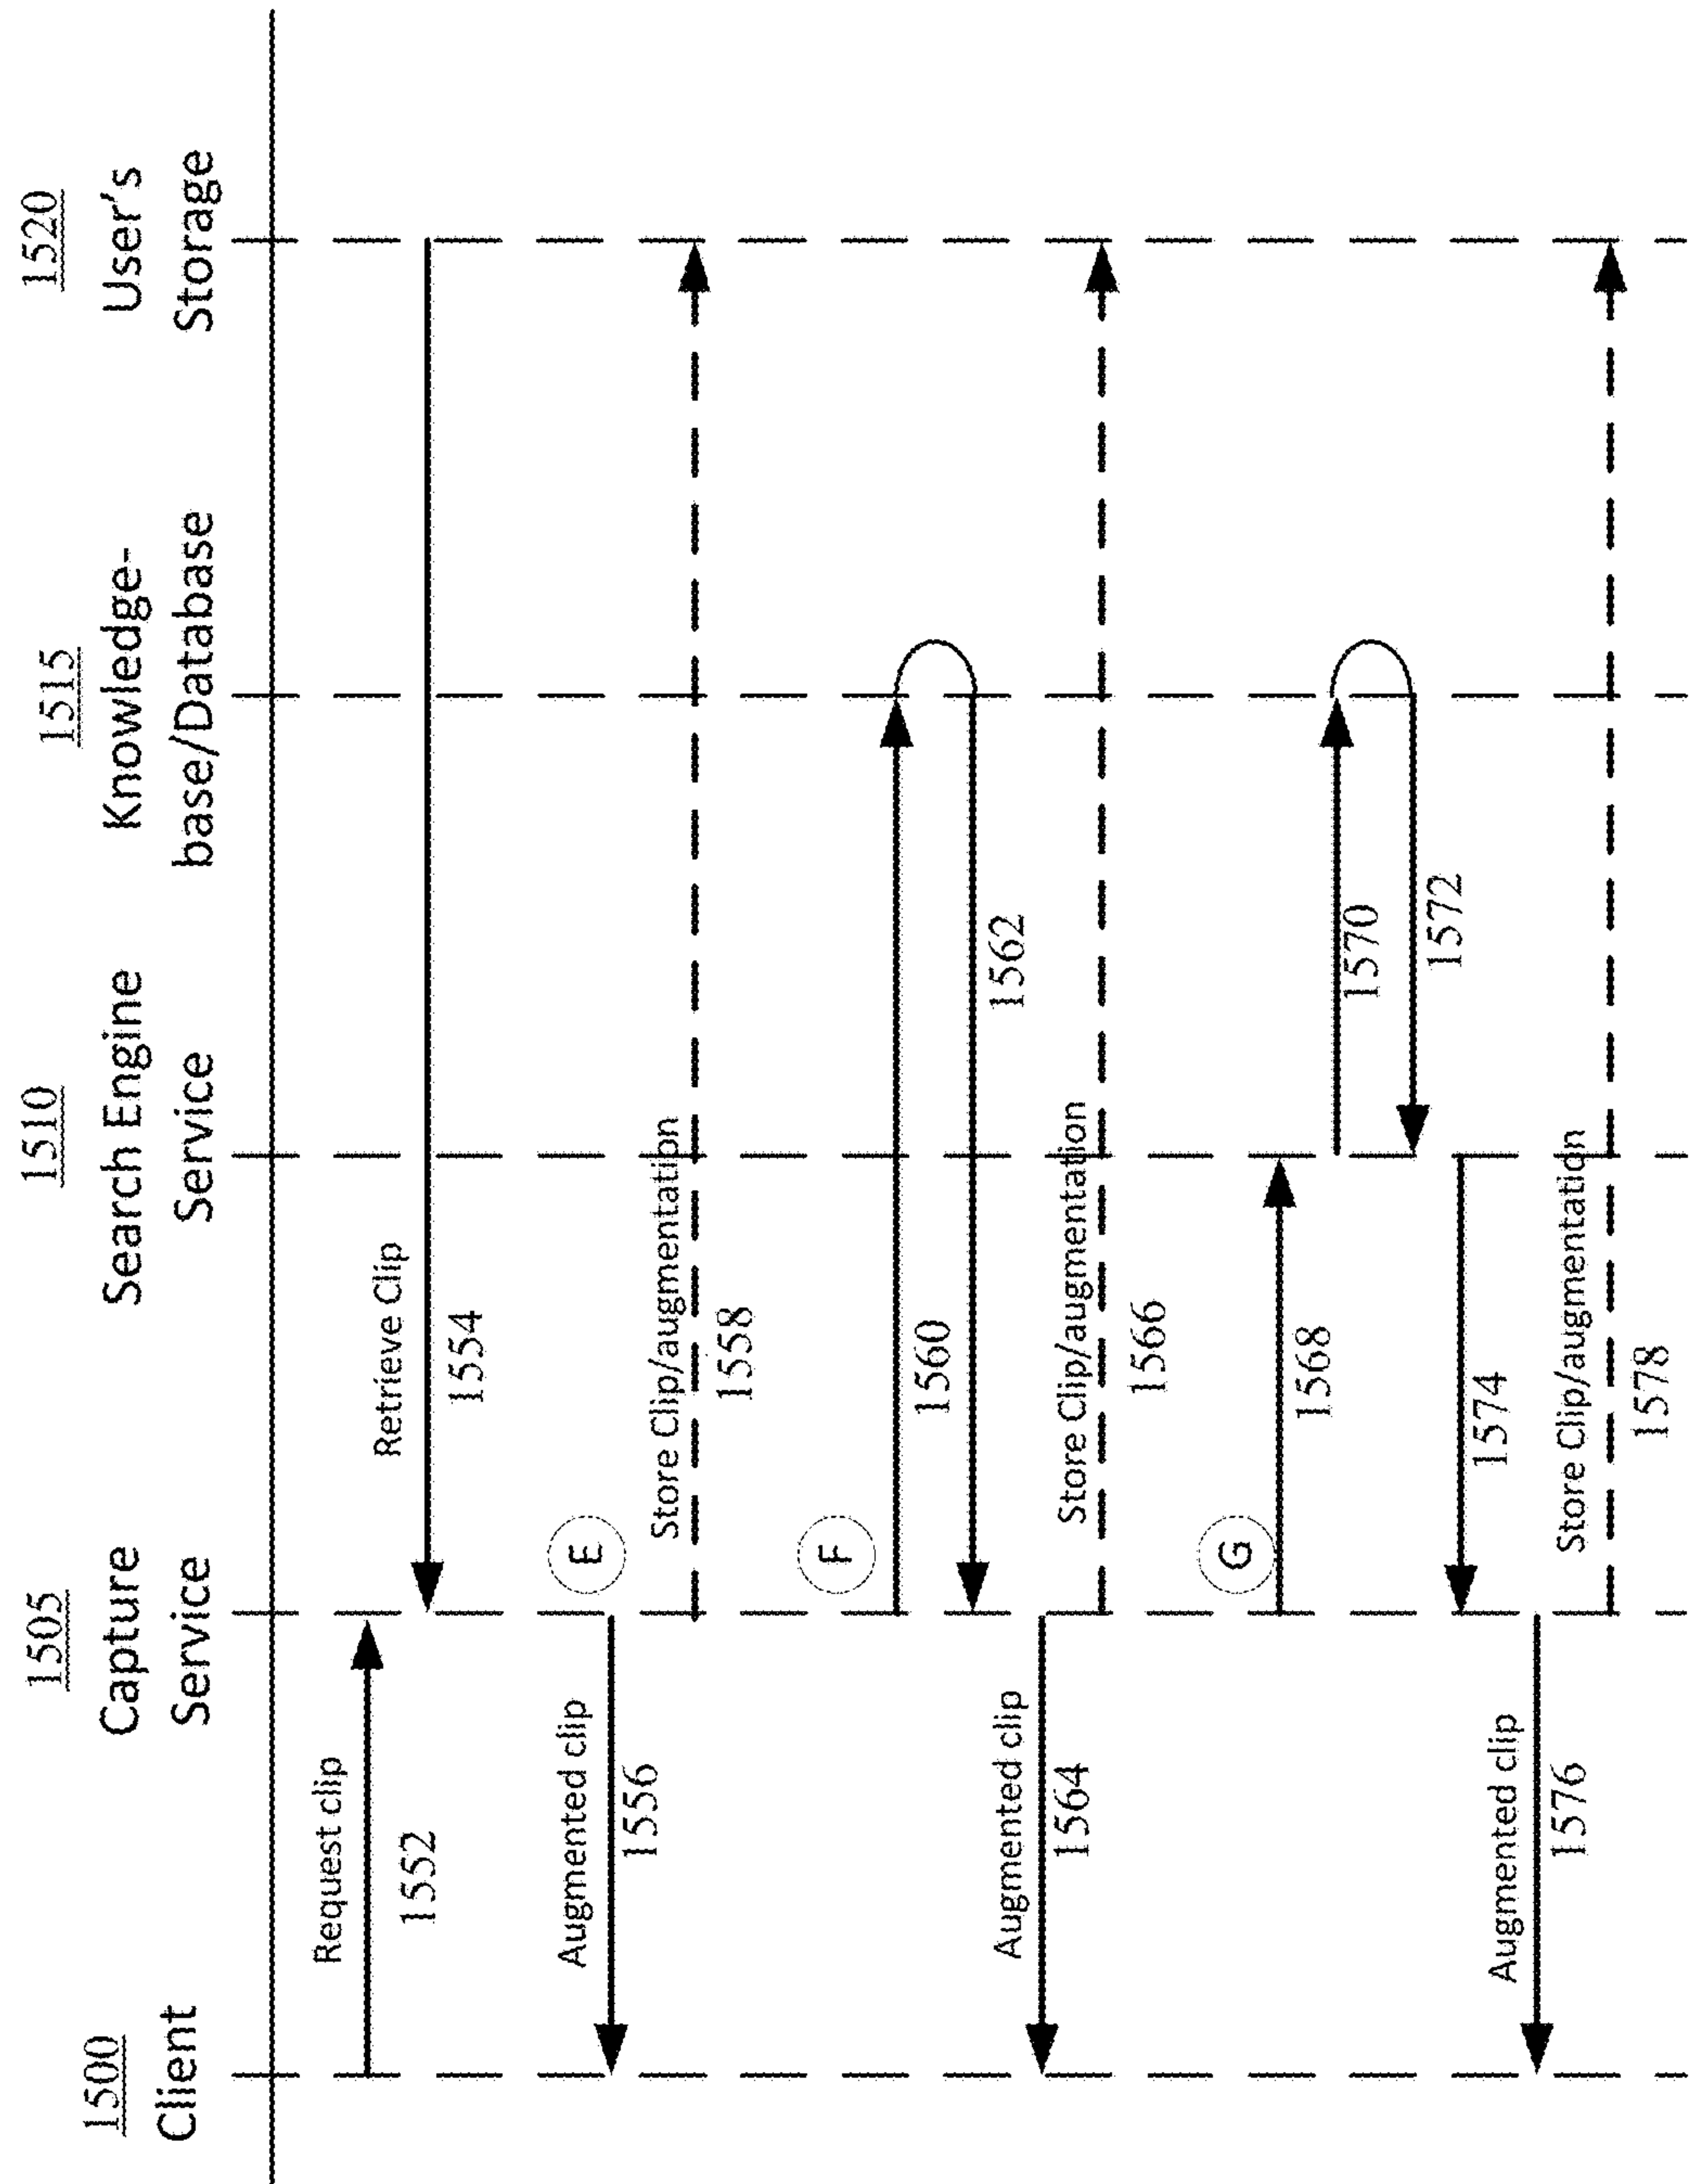 1500
Client
1505
Capture
Service
1510
Search Engine
Service
1515
Knowledge-
base/Database
1520
User's
Storage
Request clip
1552
Retrieve Clip
1554
E
Augmented clip
1556
Store Clip/augmentation
1558
F
1560
1562
Augmented clip
1564
Store Clip/augmentation
1566
G
1568
1570
1572
1574
Augmented clip
1576
Store Clip/augmentation
1578